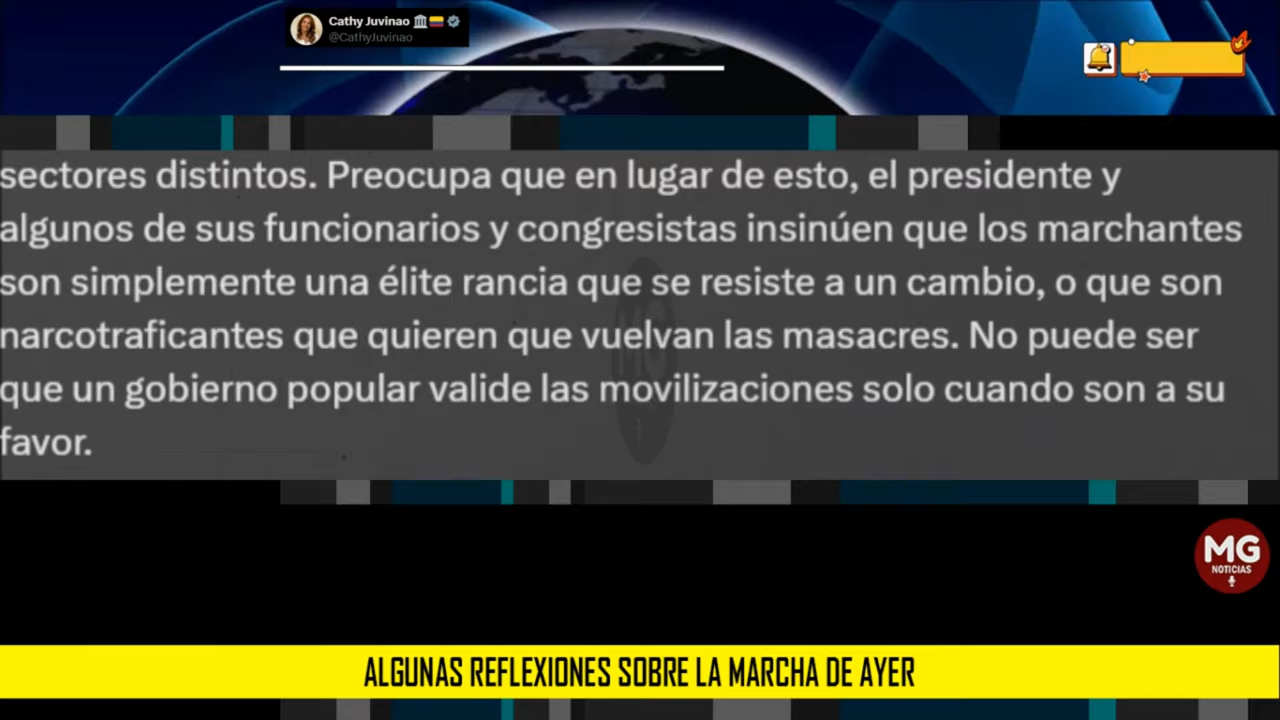 Cathy Juvinao
@CathyJuvinao
sectores distintos. Preocupa que en lugar de esto, el presidente y
algunos de sus funcionarios y congresistas insinúen que los marchantes
son simplemente una élite rancia que se resiste a un cambio, o que son
narcotraficantes que quieren que vuelvan las masacres. No puede ser
que un gobierno popular valide las movilizaciones solo cuando son a su
favor.
MG
NOTICIAS
ALGUNAS REFLEXIONES SOBRE LA MARCHA DE AYER